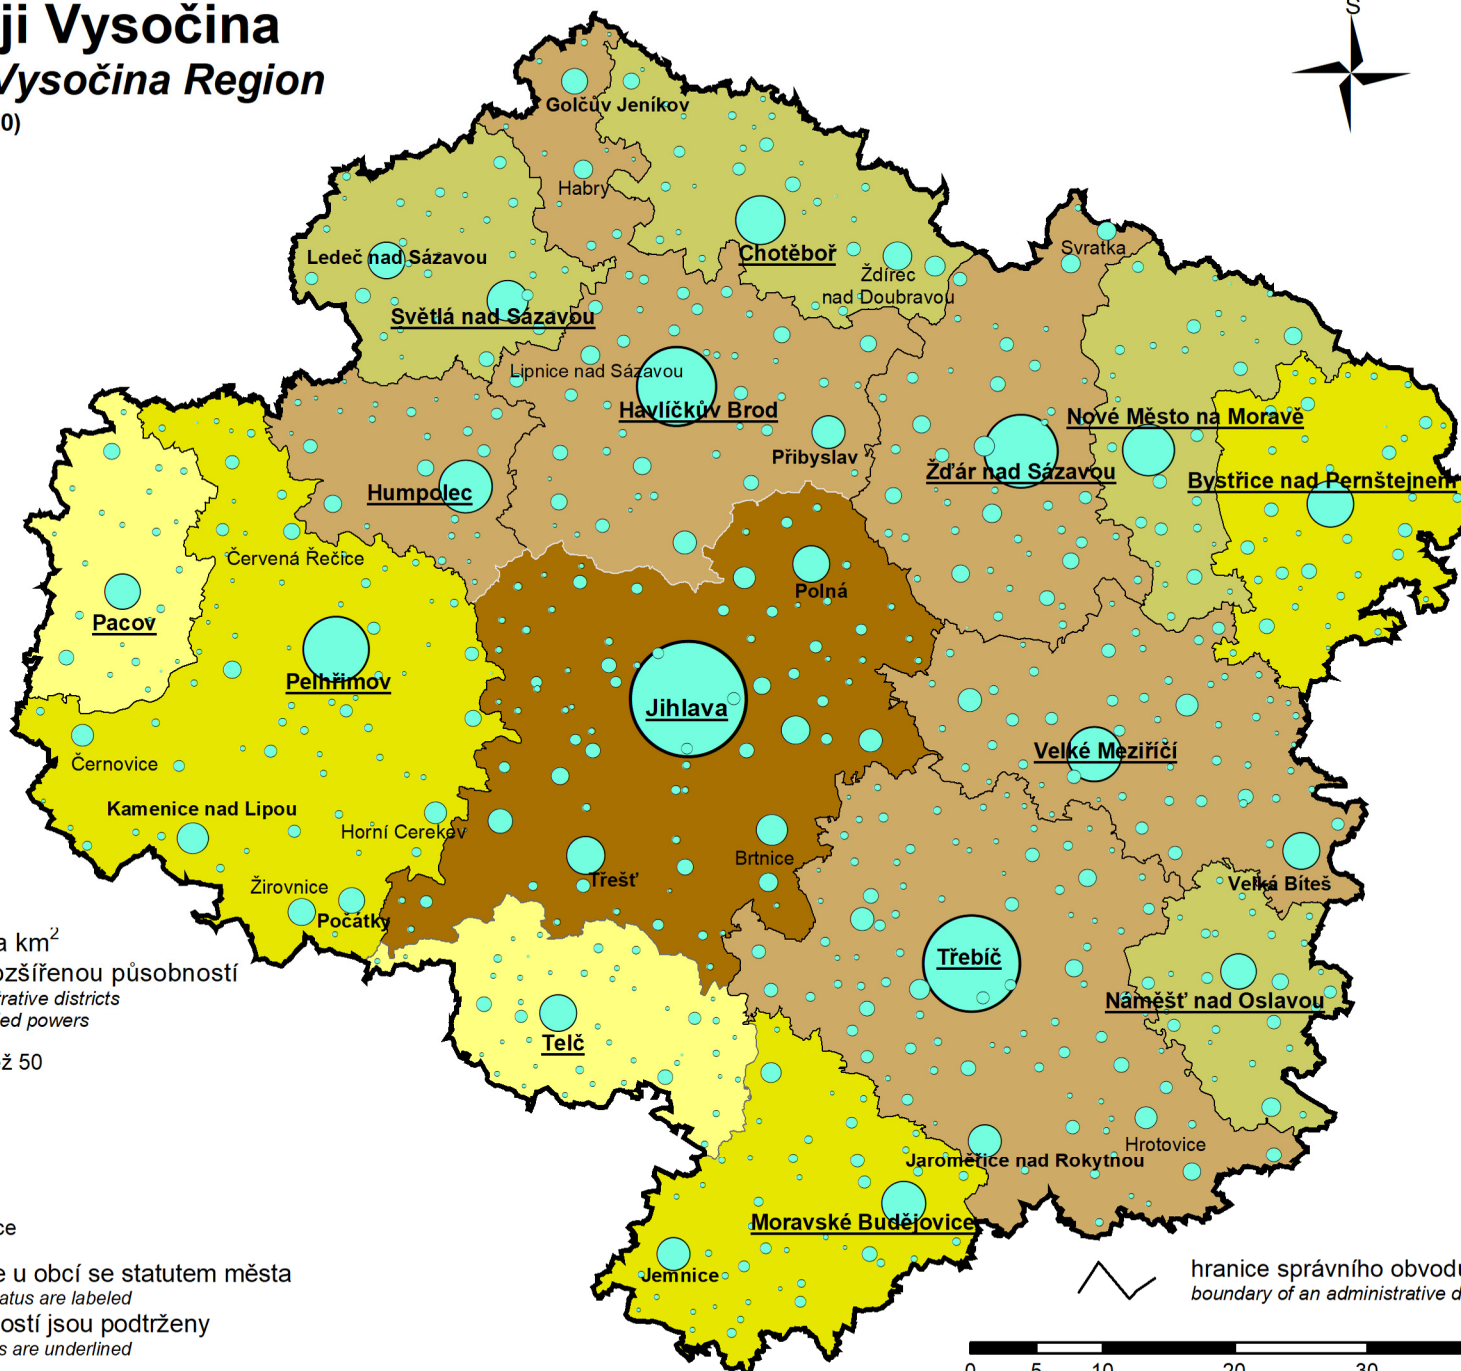 ji Vysočina
Vysočina Region
0)
S
Golčův Jeníkov
Habry
Svratka
Chotěboř
Ledeč nad Sázavou
Ždírec
nad Doubravou
Světlá nad Sázavou
Lipnice nad Sázavou
Havlíčkův Brod
Nové Město na Moravě
Přibyslav
Žďár nad Sázavou
Bystřice nad Pernštejnem
Humpolec
Červená Řečice
Polná
Pacov
Pelhřimov
Jihlava
Velké Meziříčí
Černovice
Kamenice nad Lipou
Horní Cerekev
Brtnice
Třešť
Velká Bíteš
Žirovnice
Počátky
a km²
ozšířenou působností
rative districts
ed powers
Třebíč
Náměšť nad Oslavou
Telč
ž 50
Hrotovice
Jaroměřice nad Rokytnou
Moravské Budějovice
ce
Jemnice
e u obcí se statutem města
atus are labeled
ostí jsou podtrženy
s are underlined
hranice správního obvodu
boundary of an administrative d
0 5 10 20 30